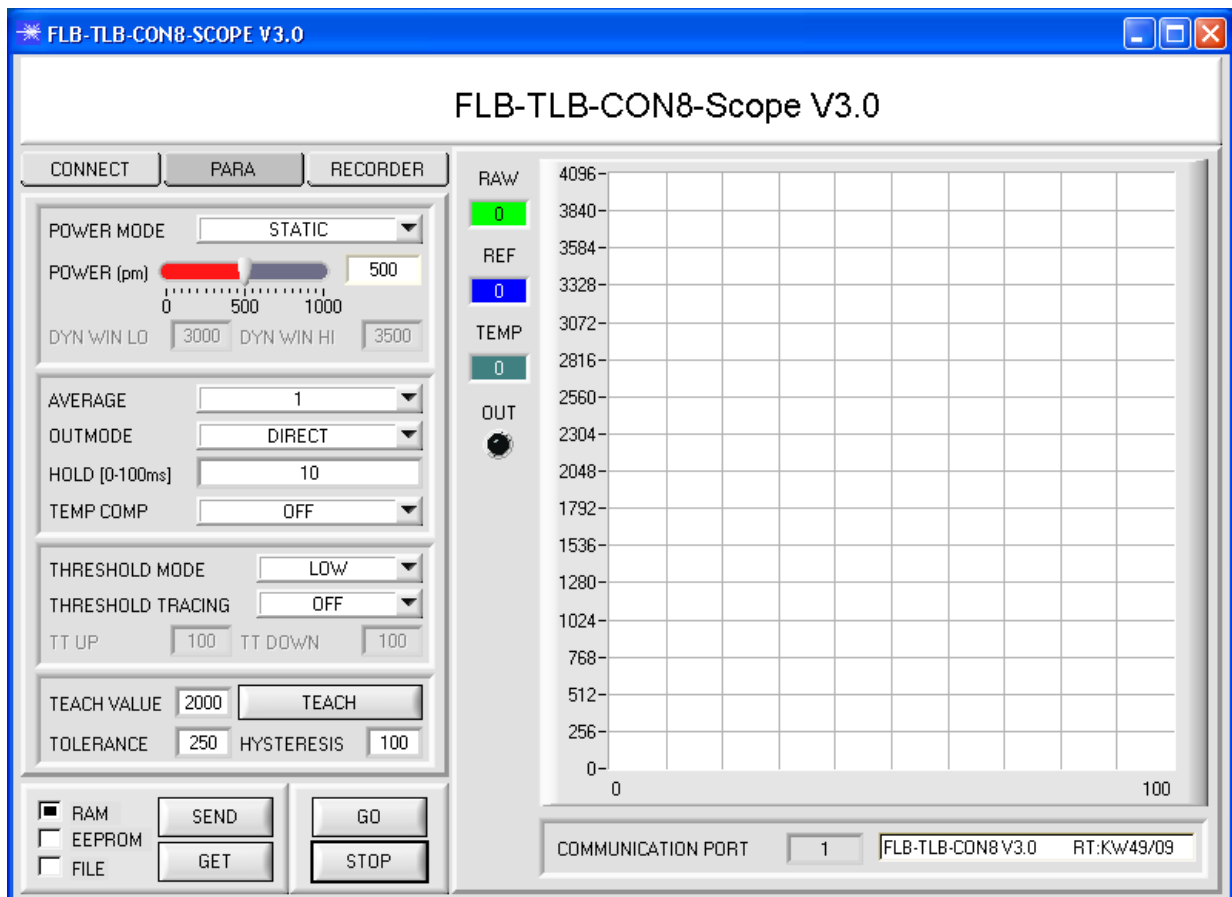 FLB-TLB-CON8-SCOPE V3.0
FLB-TLB-CON8-Scope V3.0
CONNECT PARA RECORDER
POWER MODE STATIC
POWER (pm) 500
0 500 1000
DYN WIN LO 3000 DYN WIN HI 3500
AVERAGE 1
OUTMODE DIRECT
HOLD [0-100ms] 10
TEMP COMP OFF
THRESHOLD MODE LOW
THRESHOLD TRACING OFF
TT UP 100 TT DOWN 100
TEACH VALUE 2000 TEACH
TOLERANCE 250 HYSTERESIS 100
RAM
EEPROM
FILE
SEND
GET
GO
STOP
RAW
0
REF
0
TEMP
0
OUT
4096
3840
3584
3328
3072
2816
2560
2304
2048
1792
1536
1280
1024
768
512
256
0
0 100
COMMUNICATION PORT 1 FLB-TLB-CON8 V3.0 RT:KW49/09